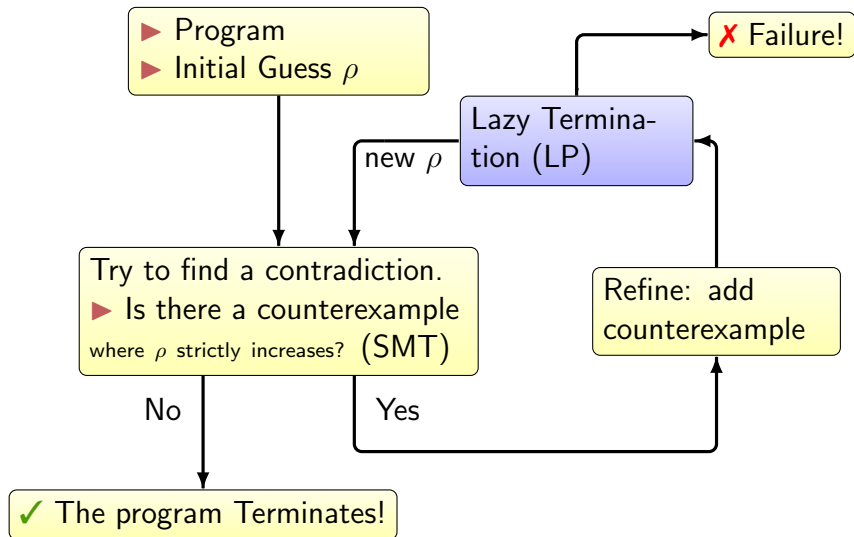 ► Program
► Initial Guess ρ
✗ Failure!
Lazy Termina-
tion (LP)
new ρ
Try to find a contradiction.
► Is there a counterexample
where ρ strictly increases? (SMT)
Refine: add
counterexample
No
Yes
✓ The program Terminates!